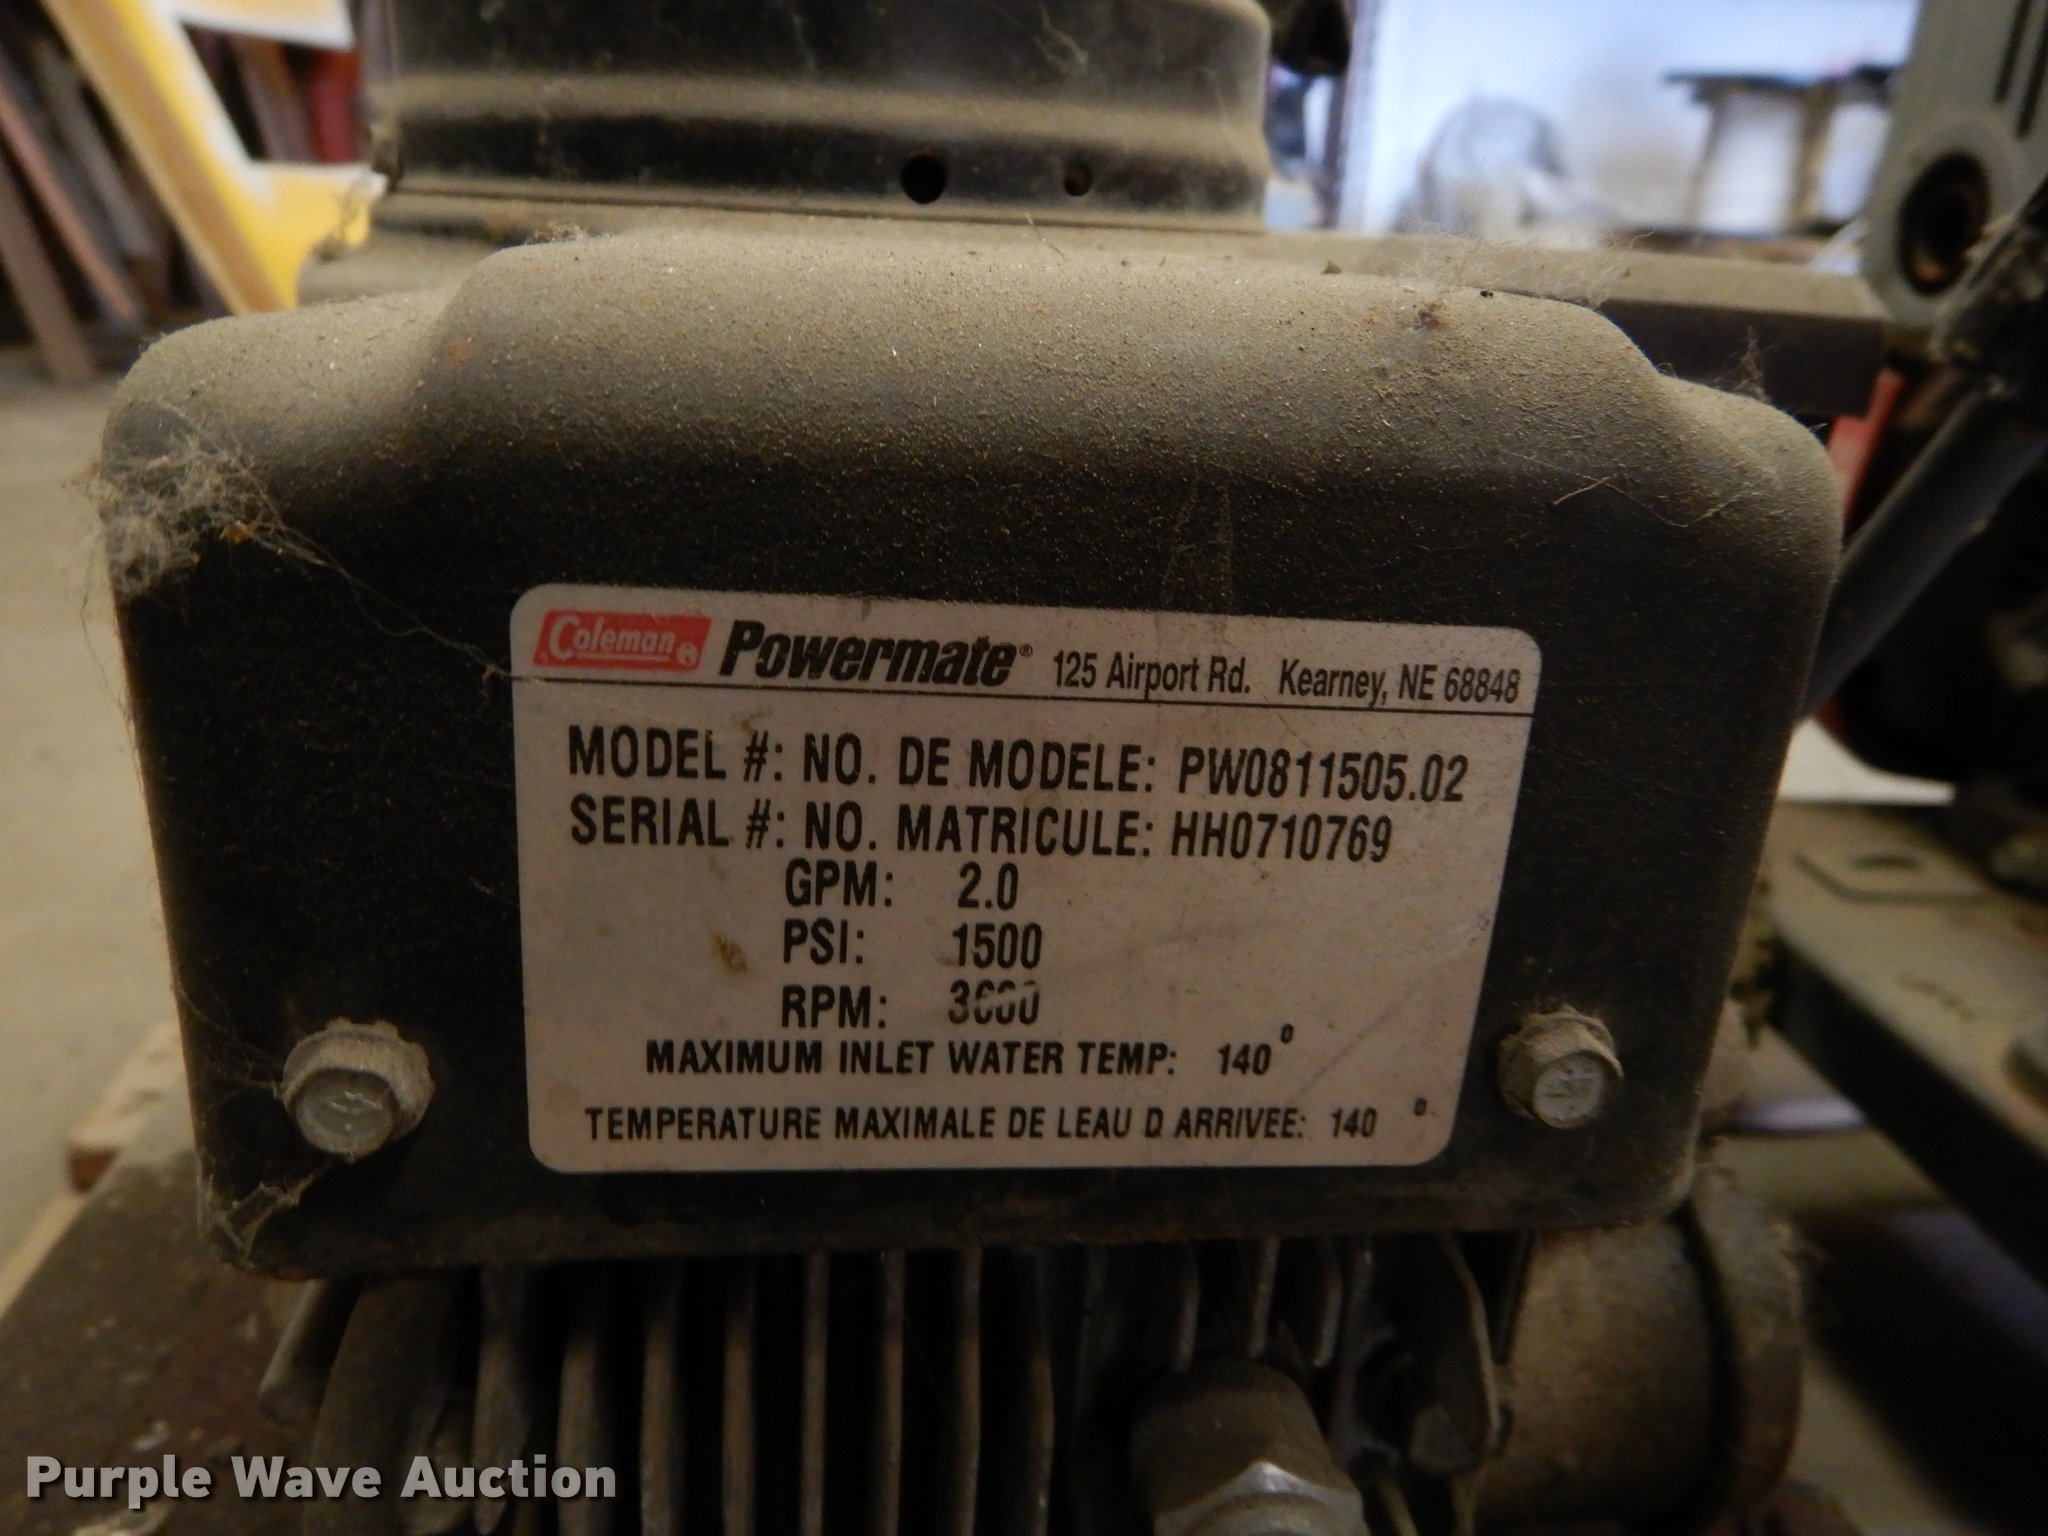 Coleman® Powermate® 125 Airport Rd. Kearney, NE 68848
MODEL #: NO. DE MODELE: PW0811505.02
SERIAL #: NO. MATRICULE: HH0710769
GPM: 2.0
PSI: 1500
RPM:
MAXIMUM INLET WATER TEMP: 140°
TEMPERATURE MAXIMALE DE LEAU D ARRIVEE: 140 °
Purple Wave Auction